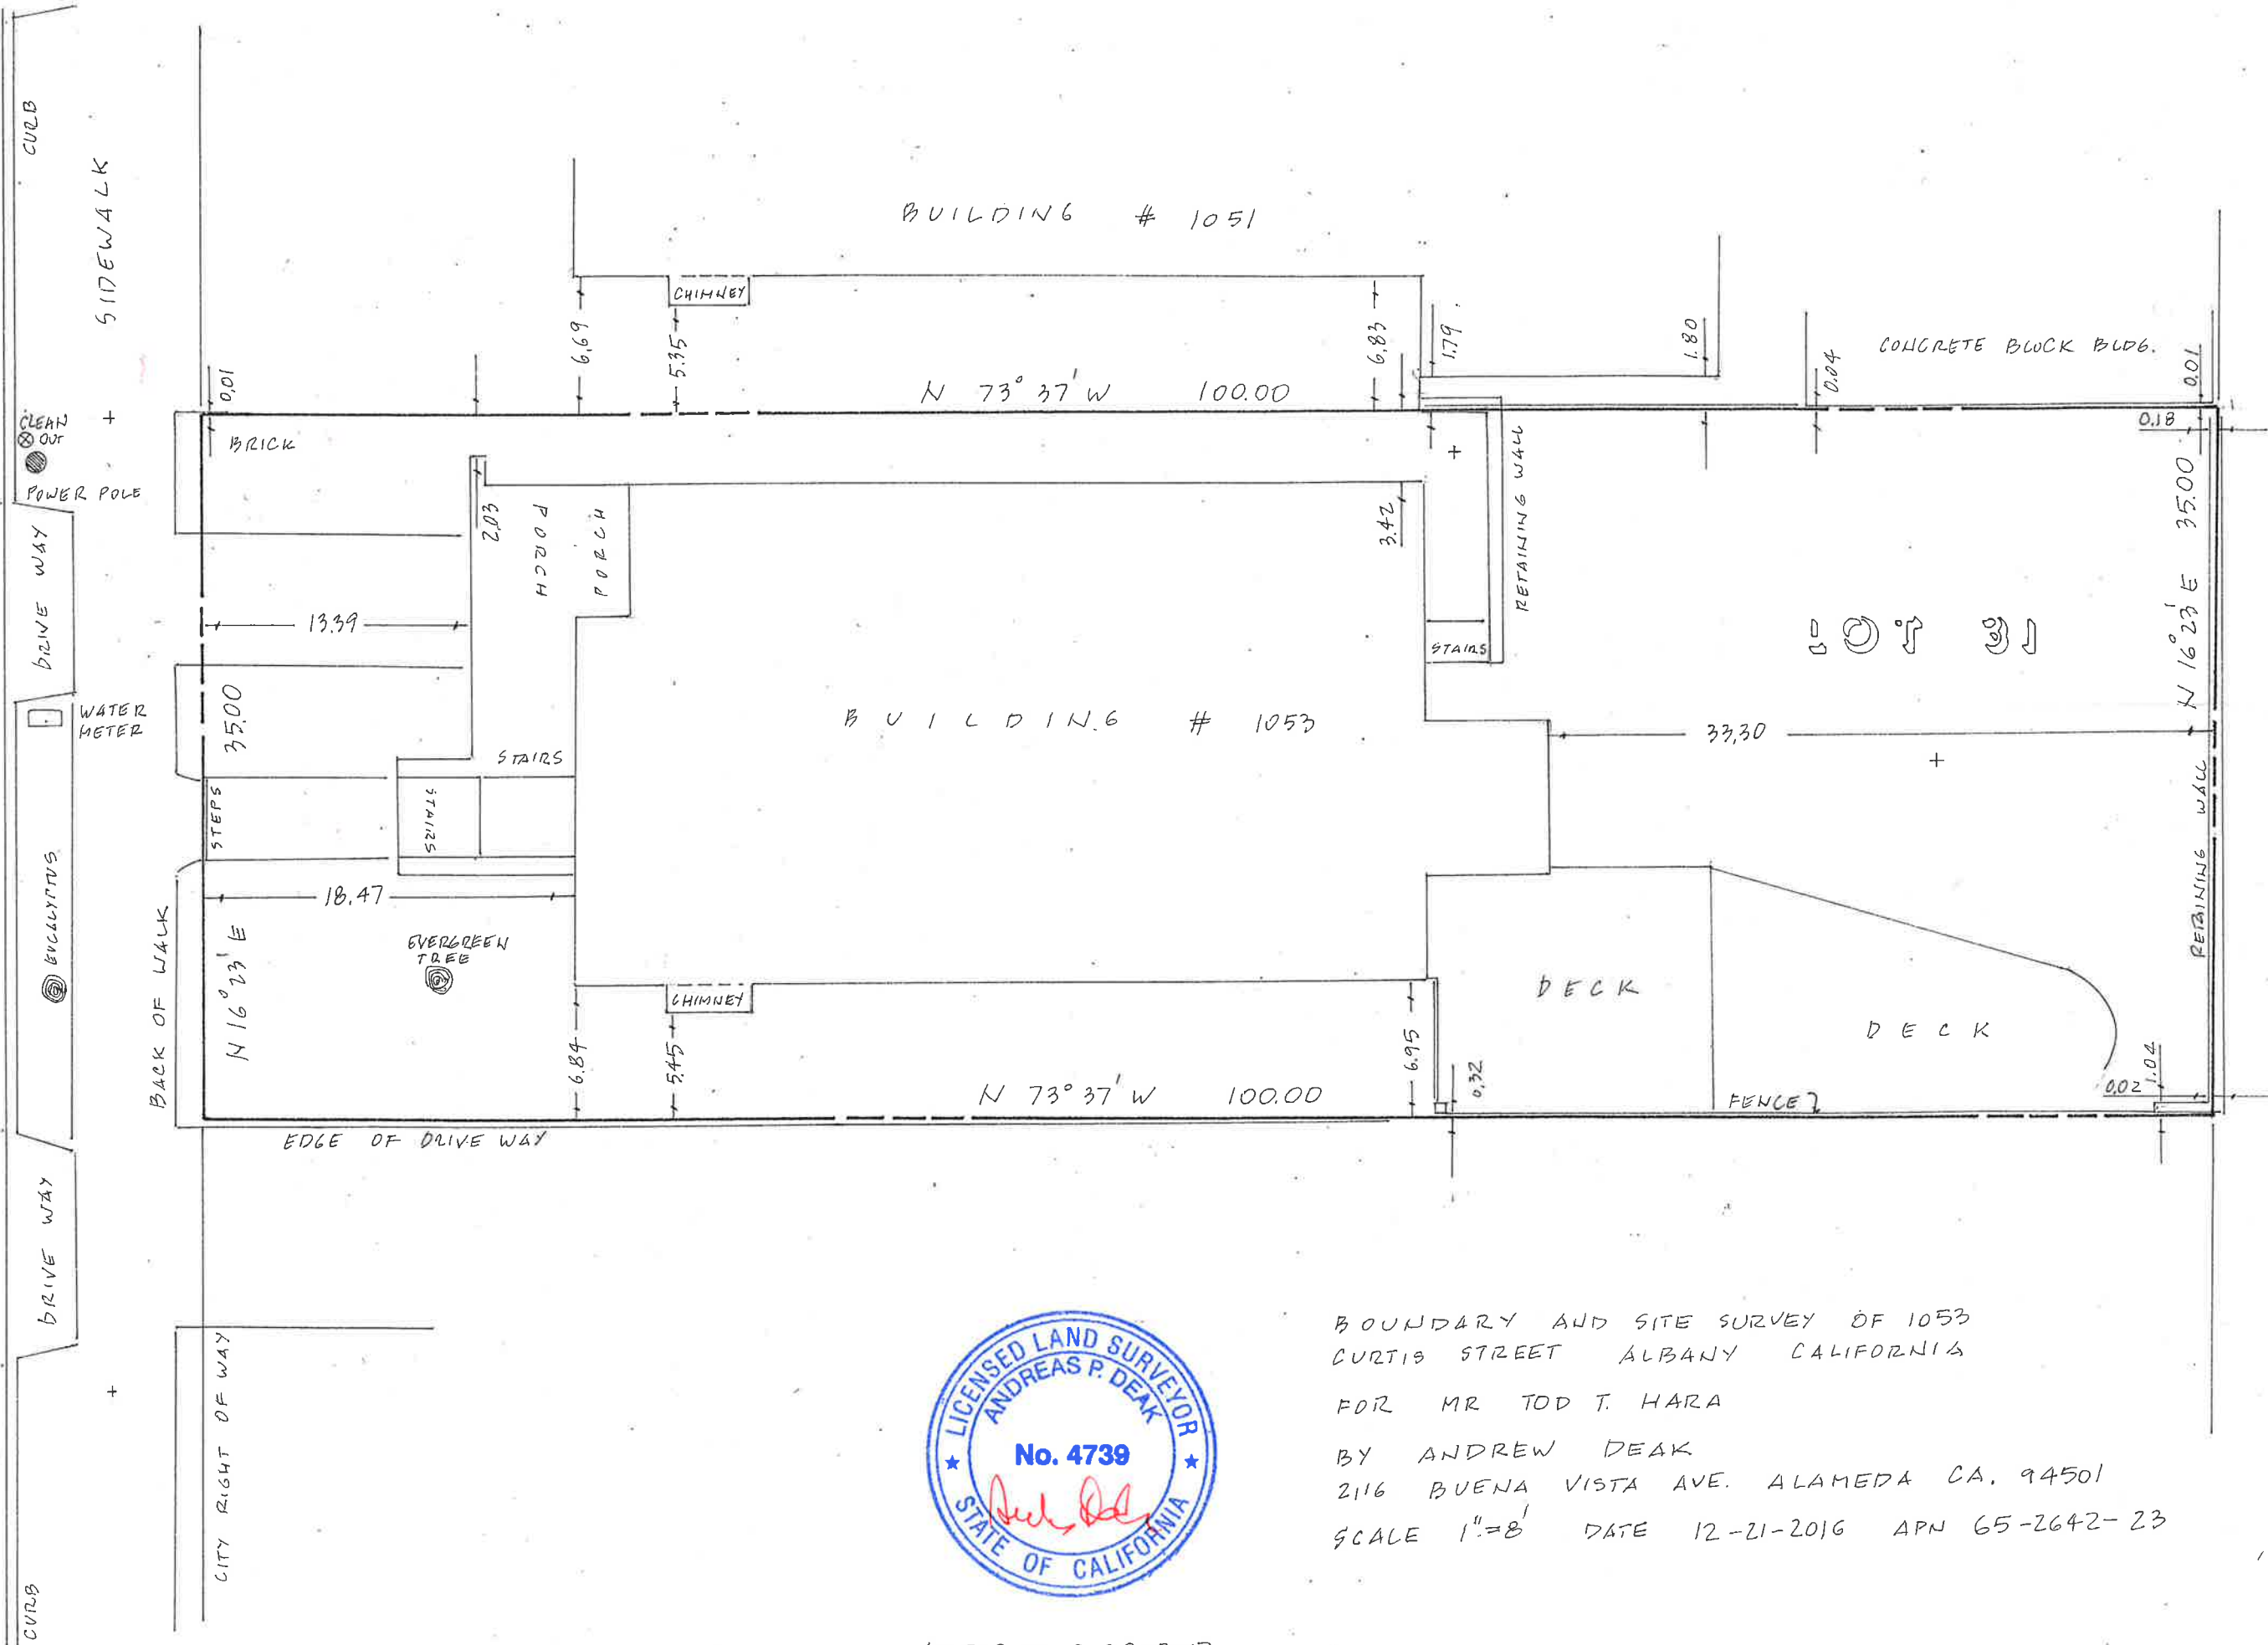 CURB
SIDEWALK
BUILDING # 1051
CHIMNEY
6.69
5.35
6.83
1.79
1.80
0.04
CONCRETE BLOCK BLDG.
0.01
0.01
N 73° 37' W 100.00
CLEAN
OUT
POWER POLE
BRICK
0.18
2.03
PORCH
PORCH
3.42
RETAINING WALL
35.00
N 16° 23' E
DRIVE WAY
13.39
STAIRS
LOT 31
WATER
METER
35.00
BUILDING # 1053
33.30
STAIRS
STEPS
STAIRS
RETAINING WALL
18.47
EUCALYPTUS
BACK OF WALK
N 16° 23' E
EVERGREEN
TREE
CHIMNEY
DECK
DECK
6.84
5.45
6.95
0.32
1.04
0.02
N 73° 37' W 100.00
FENCE
EDGE OF DRIVE WAY
DRIVE WAY
CITY RIGHT OF WAY
CURB
LICENSED LAND SURVEYOR
ANDREAS P. DEAK
No. 4739
STATE OF CALIFORNIA
BOUNDARY AND SITE SURVEY OF 1053
CURTIS STREET ALBANY CALIFORNIA
FOR MR TOD T. HARA
BY ANDREW DEAK
2116 BUENA VISTA AVE. ALAMEDA CA. 94501
SCALE 1"=8' DATE 12-21-2016 APN 65-2642-23